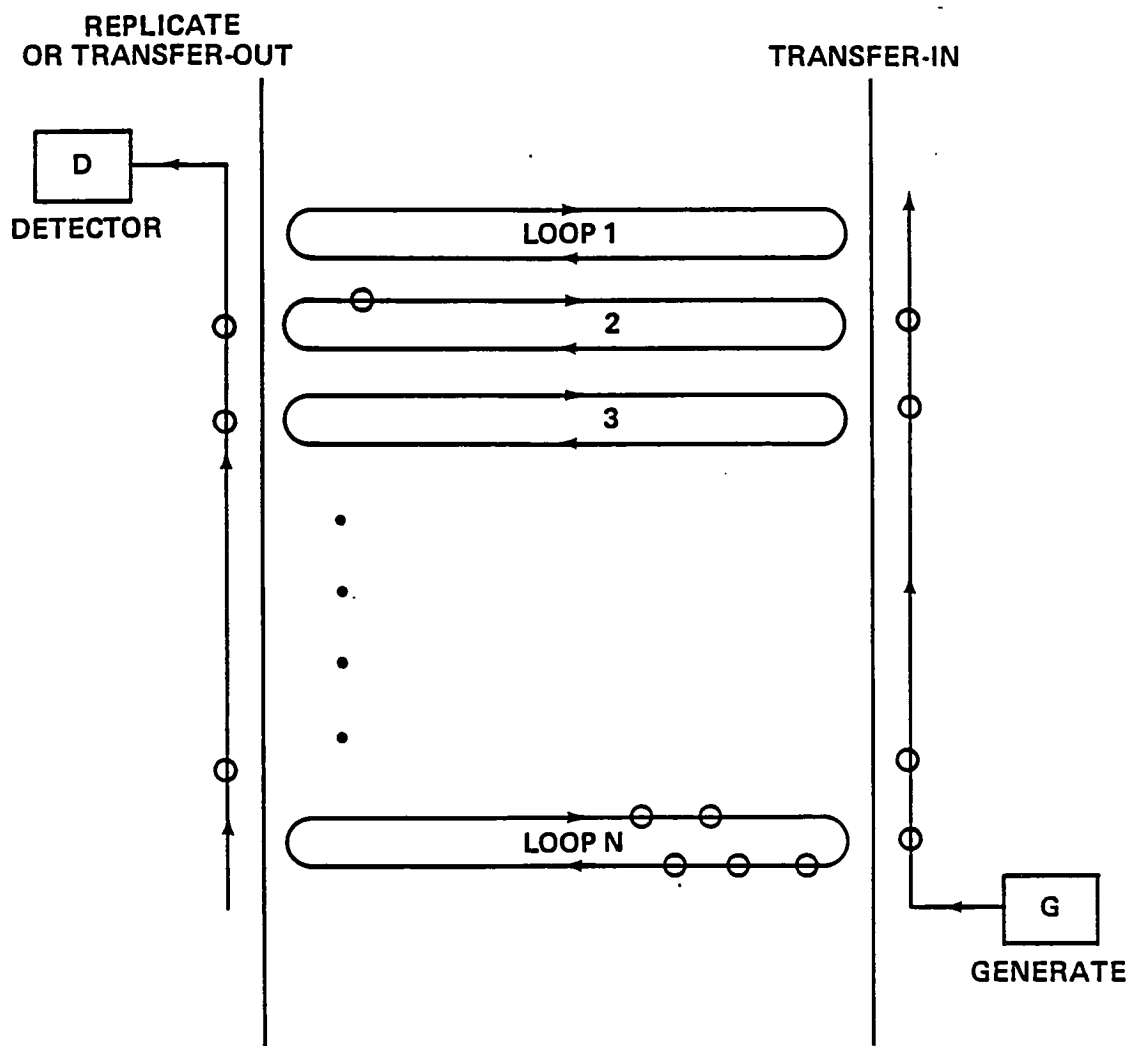 REPLICATE
OR TRANSFER-OUT
TRANSFER-IN
D
DETECTOR
LOOP 1
2
3
LOOP N
G
GENERATE